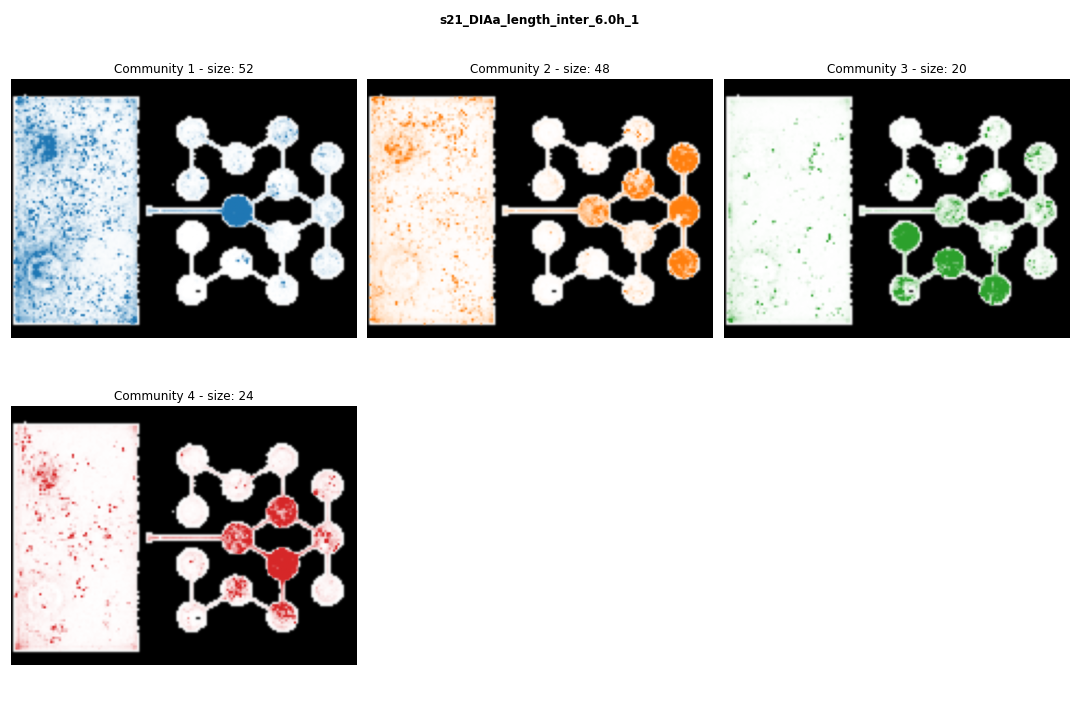 s21_DIAa_length_inter_6.0h_1
Community 1 - size: 52
Community 2 - size: 48
Community 3 - size: 20
Community 4 - size: 24